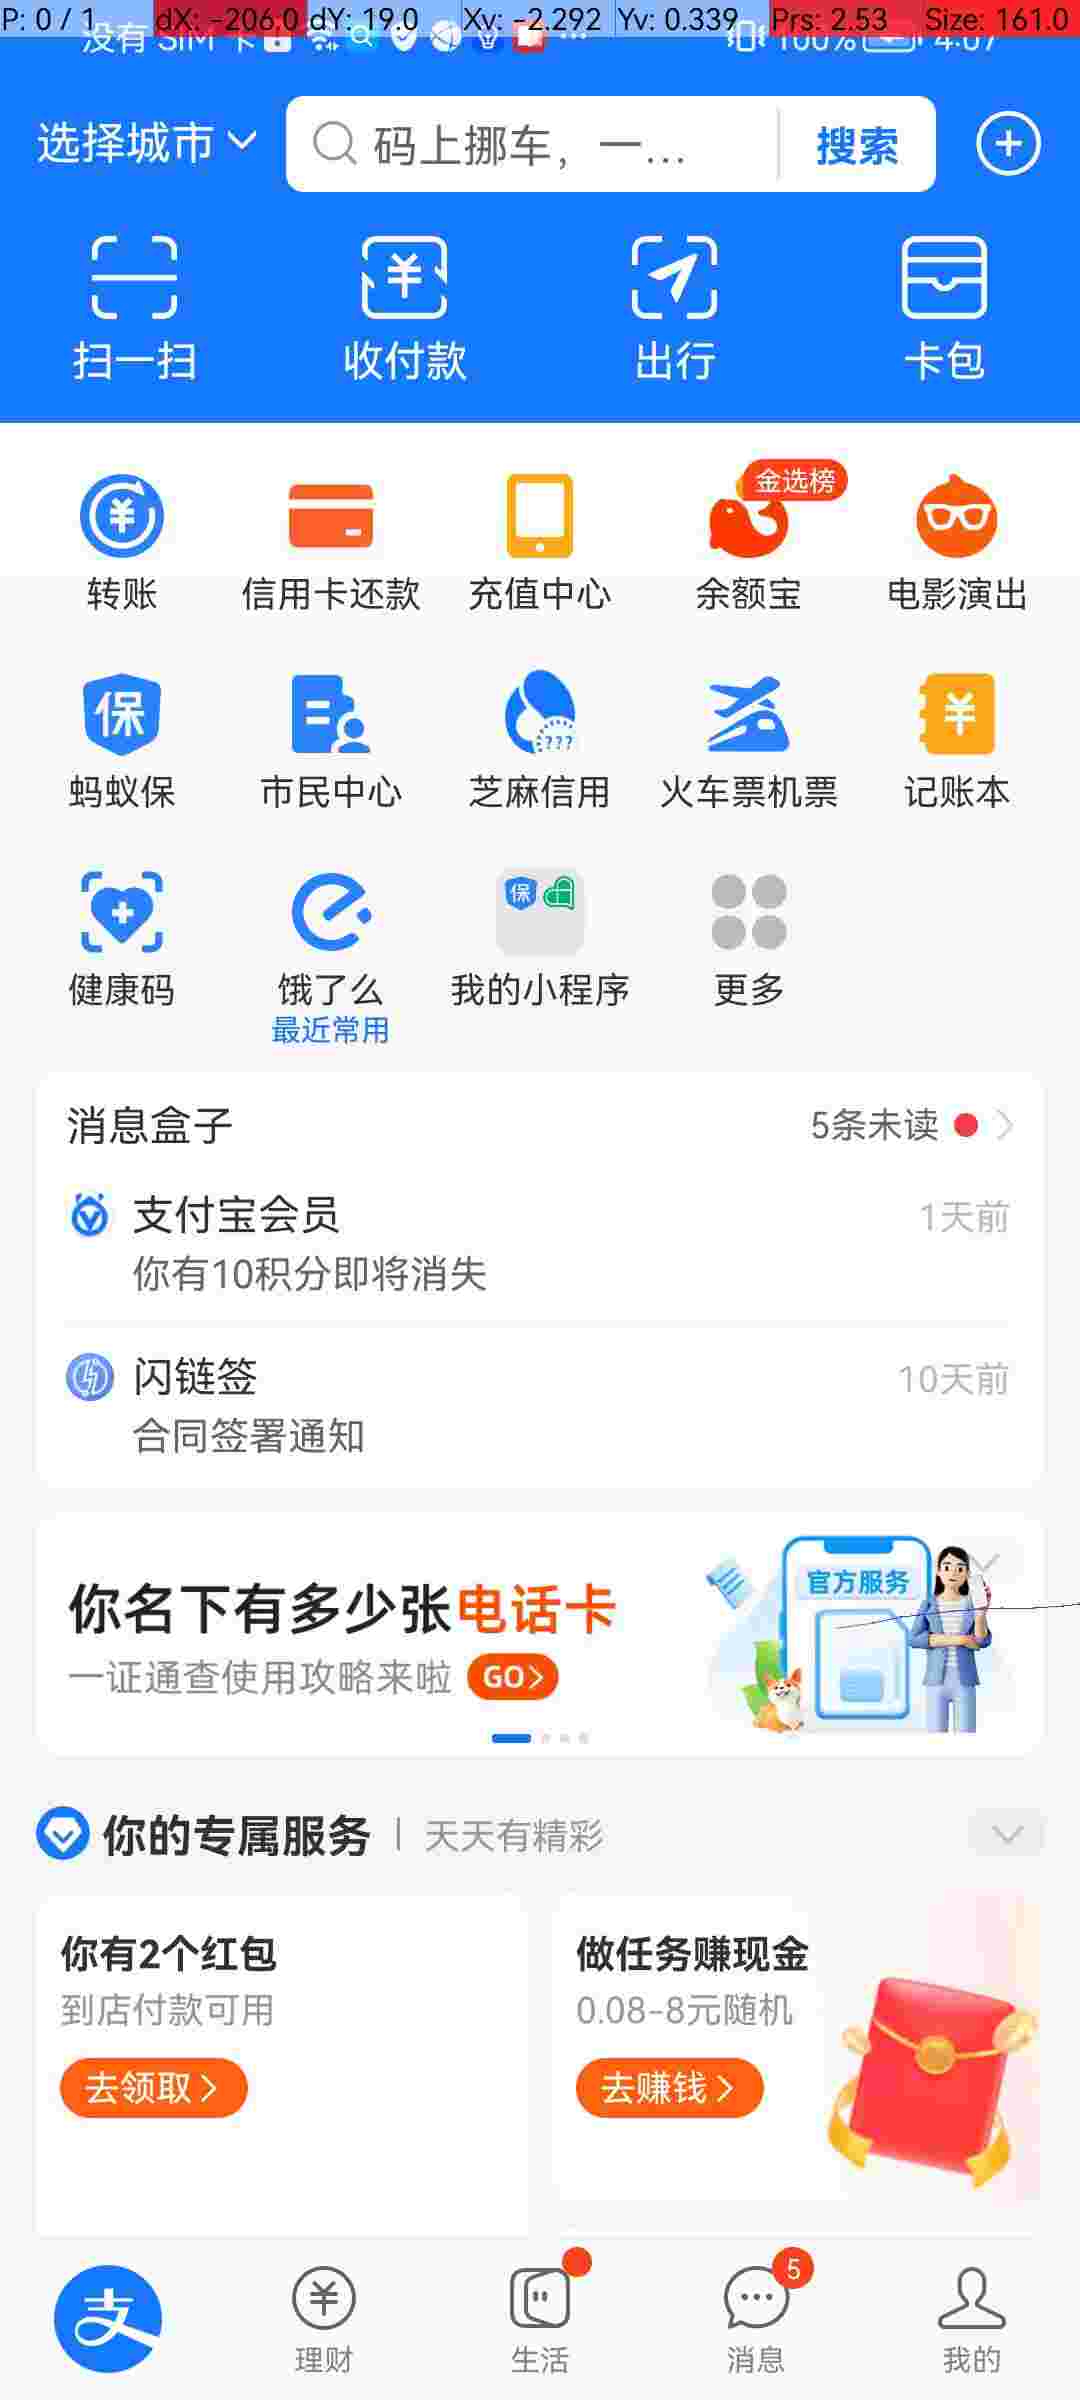 P: 0 / 1 dX: -206.0 dY: 19.0 Xv: -2.292 Yv: 0.339 Prs: 2.53 Size: 161.0
没有 SIM 卡 100% 4:07
选择城市 码上挪车，一... 搜索
扫一扫 收付款 出行 卡包
金选榜
转账 信用卡还款 充值中心 余额宝 电影演出
保 ???
蚂蚁保 市民中心 芝麻信用 火车票机票 记账本
保
健康码 饿了么 我的小程序 更多
最近常用
消息盒子 5条未读
支付宝会员 1天前
你有10积分即将消失
闪链签 10天前
合同签署通知
官方服务
你名下有多少张电话卡
一证通查使用攻略来啦 GO>
你的专属服务 | 天天有精彩
你有2个红包 做任务赚现金
到店付款可用 0.08-8元随机
去领取 > 去赚钱 >
支 5
理财 生活 消息 我的